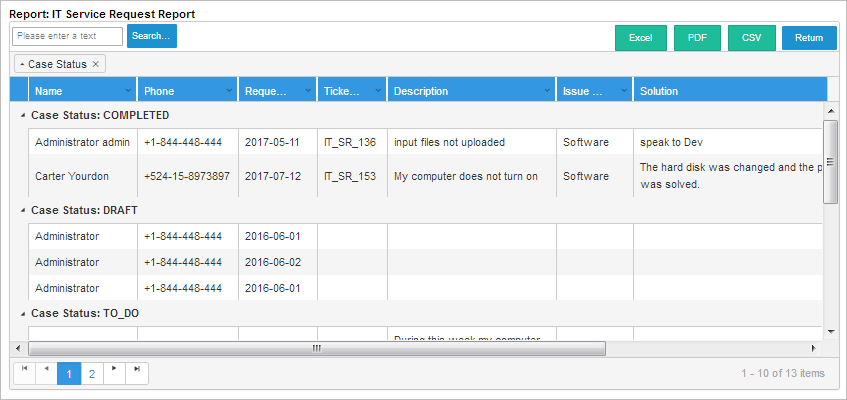 Report: IT Service Request Report
Please enter a text Search... Excel PDF CSV Return
Case Status ×
Name Phone Reque... Ticke... Description Issue ... Solution
Case Status: COMPLETED
Administrator admin +1-844-448-444 2017-05-11 IT_SR_136 input files not uploaded Software speak to Dev
Carter Yourdon +524-15-8973897 2017-07-12 IT_SR_153 My computer does not turn on Software The hard disk was changed and the p
was solved.
Case Status: DRAFT
Administrator +1-844-448-444 2016-06-01
Administrator +1-844-448-444 2016-06-02
Administrator +1-844-448-444 2016-06-01
Case Status: TO_DO
During this week my computer
1 2 1 - 10 of 13 items